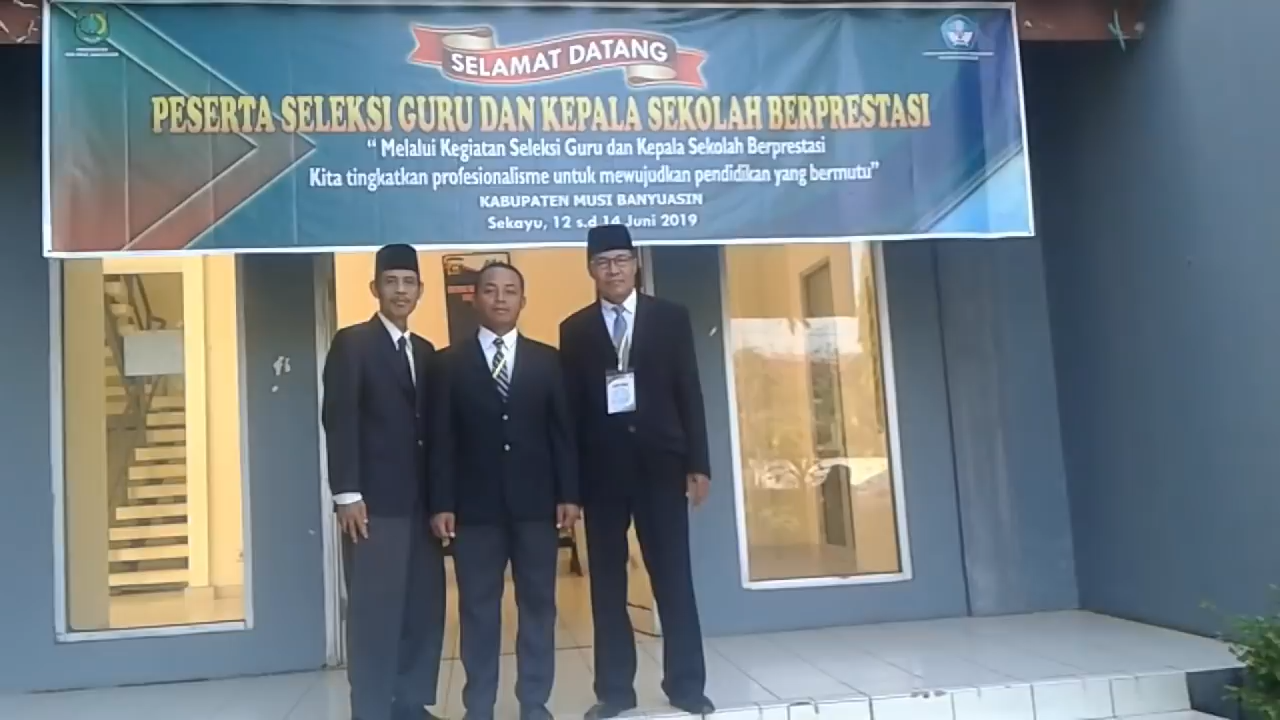 SELAMAT DATANG
PESERTA SELEKSI GURU DAN KEPALA SEKOLAH BERPRESTASI
“ Melalui Kegiatan Seleksi Guru dan Kepala Sekolah Berprestasi
Kita tingkatkan profesionalisme untuk mewujudkan pendidikan yang bermutu”
KABUPATEN MUSI BANYUASIN
Sekayu, 12 s.d 14 Juni 2019